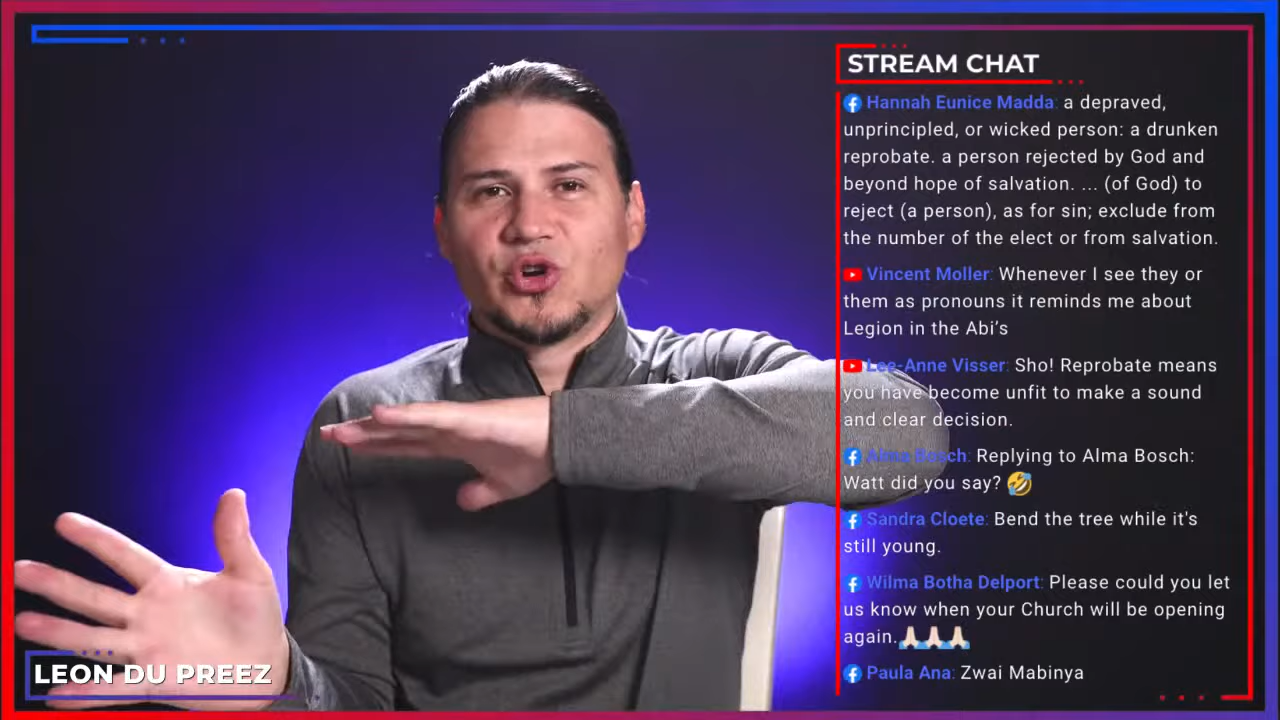 STREAM CHAT
Hannah Eunice Madda: a depraved,
unprincipled, or wicked person: a drunken
reprobate. a person rejected by God and
beyond hope of salvation. ... (of God) to
reject (a person), as for sin; exclude from
the number of the elect or from salvation.
Vincent Moller: Whenever I see they or
them as pronouns it reminds me about
Legion in the Abi’s
Lee-Anne Visser: Sho! Reprobate means
you have become unfit to make a sound
and clear decision.
Alma Bosch: Replying to Alma Bosch:
Watt did you say? 🤣
Sandra Cloete: Bend the tree while it's
still young.
Wilma Botha Delport: Please could you let
us know when your Church will be opening
again.🙏🏻🙏🏻🙏🏻
Paula Ana: Zwai Mabinya
LEON DU PREEZ